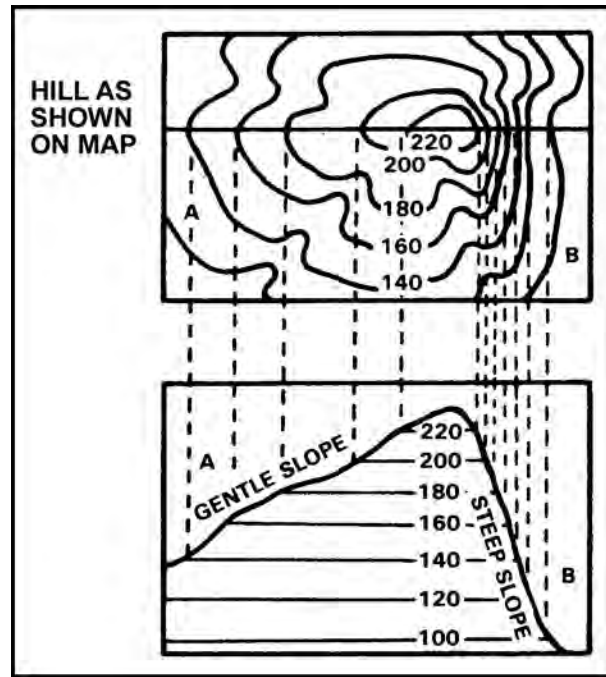 HILL AS
SHOWN
ON MAP
220
200
180
160
140
A
B
A
GENTLE SLOPE
220
200
180
160
140
120
100
STEEP SLOPE
B